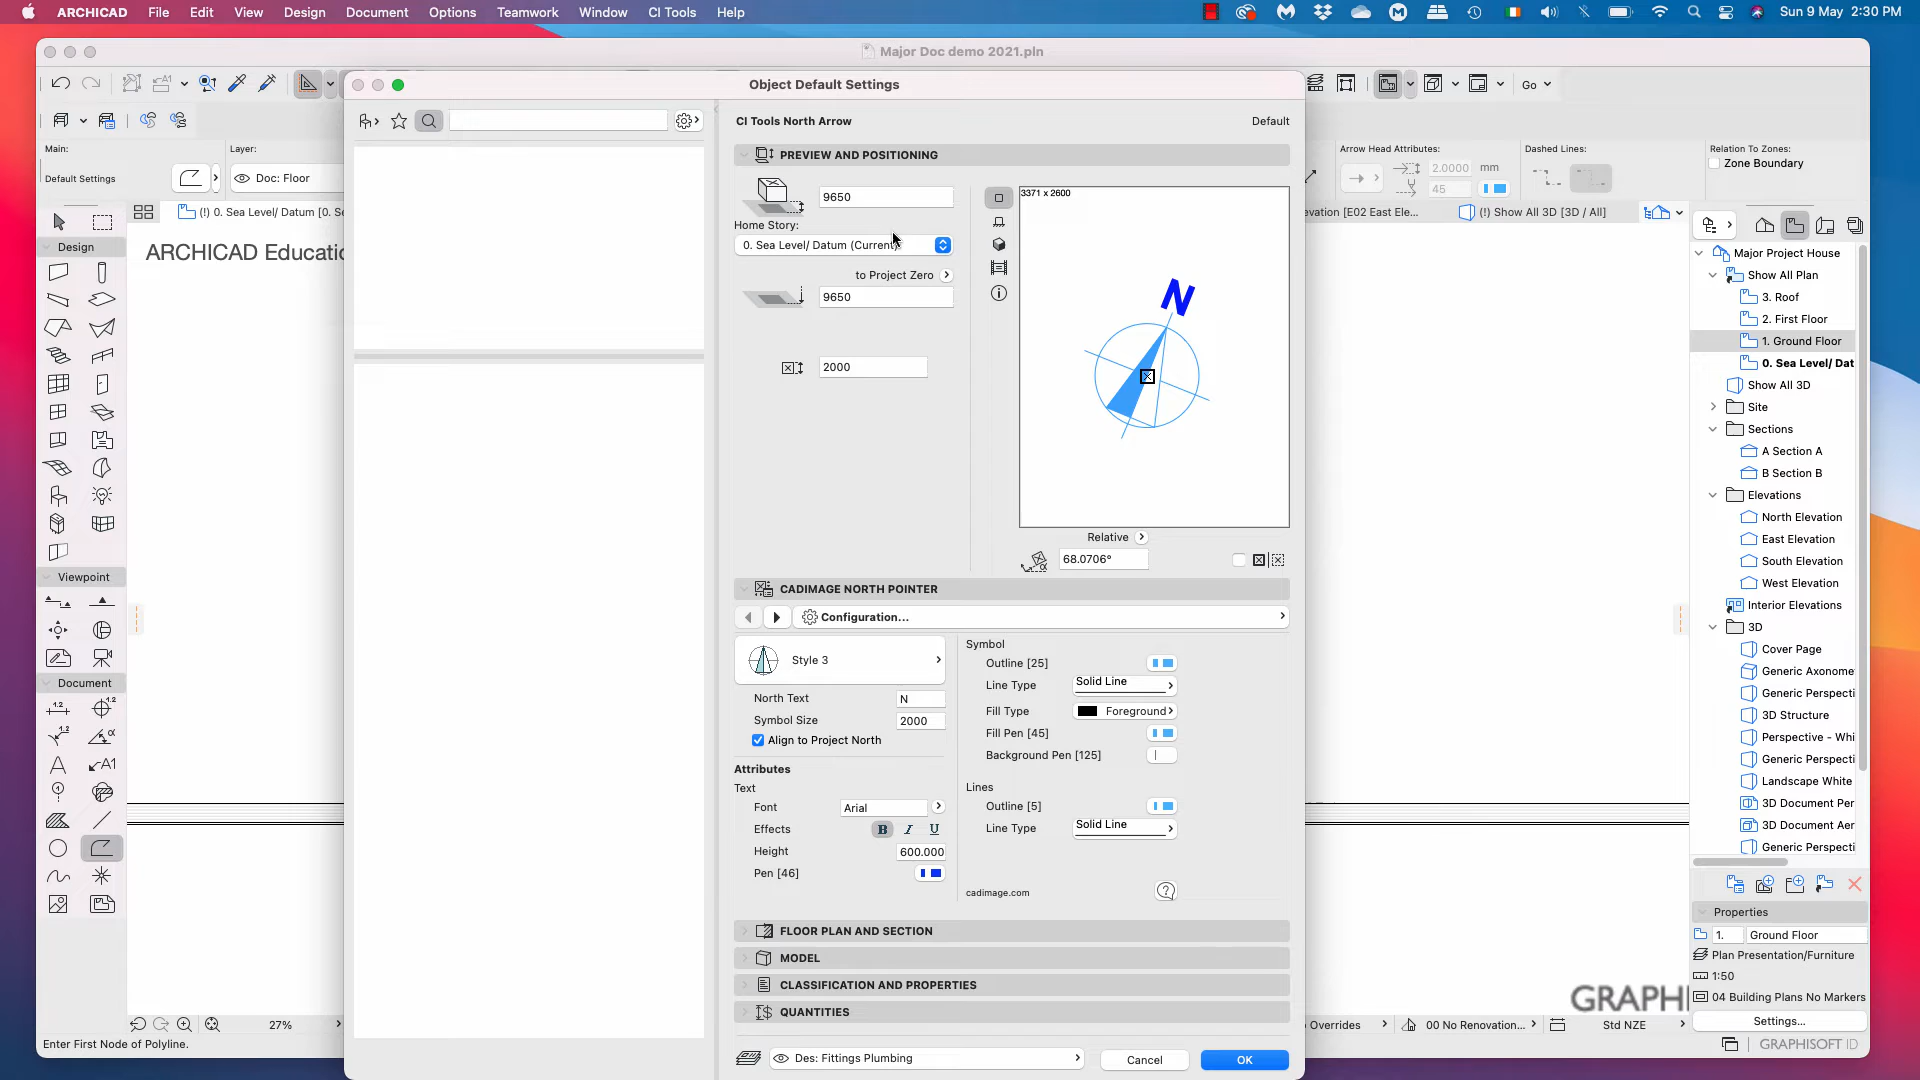 ARCHICAD File Edit View Design Document Options Teamwork Window CI Tools Help
Sun 9 May 2:30 PM
Major Doc demo 2021.pln
Go
Main:
Default Settings
Layer:
Doc: Floor
(!) 0. Sea Level/ Datum [0. Se
ARCHICAD Educatio
Design
Viewpoint
Document
27%
Enter First Node of Polyline.
Object Default Settings
CI Tools North Arrow
Default
PREVIEW AND POSITIONING
9650
Home Story:
0. Sea Level/ Datum (Current)
to Project Zero
9650
2000
3371 x 2600
N
Relative
68.0706°
CADIMAGE NORTH POINTER
Configuration...
Style 3
North Text N
Symbol Size 2000
Align to Project North
Attributes
Text
Font Arial
Effects B I U
Height 600.000
Pen [46]
Symbol
Outline [25]
Line Type Solid Line
Fill Type Foreground
Fill Pen [45]
Background Pen [125]
Lines
Outline [5]
Line Type Solid Line
cadimage.com
FLOOR PLAN AND SECTION
MODEL
CLASSIFICATION AND PROPERTIES
QUANTITIES
Des: Fittings Plumbing
Cancel
OK
Arrow Head Attributes:
2.0000 mm
45
Dashed Lines:
Relation To Zones:
Zone Boundary
evation [E02 East Ele...
(!) Show All 3D [3D / All]
Major Project House
Show All Plan
3. Roof
2. First Floor
1. Ground Floor
0. Sea Level/ Dat
Show All 3D
Site
Sections
A Section A
B Section B
Elevations
North Elevation
East Elevation
South Elevation
West Elevation
Interior Elevations
3D
Cover Page
Generic Axonome
Generic Perspecti
3D Structure
Perspective - Whi
Generic Perspecti
Landscape White
3D Document Per
3D Document Aer
Generic Perspecti
Properties
1. Ground Floor
Plan Presentation/Furniture
1:50
04 Building Plans No Markers
Settings...
GRAPHI
Overrides
00 No Renovation...
Std NZE
GRAPHISOFT ID